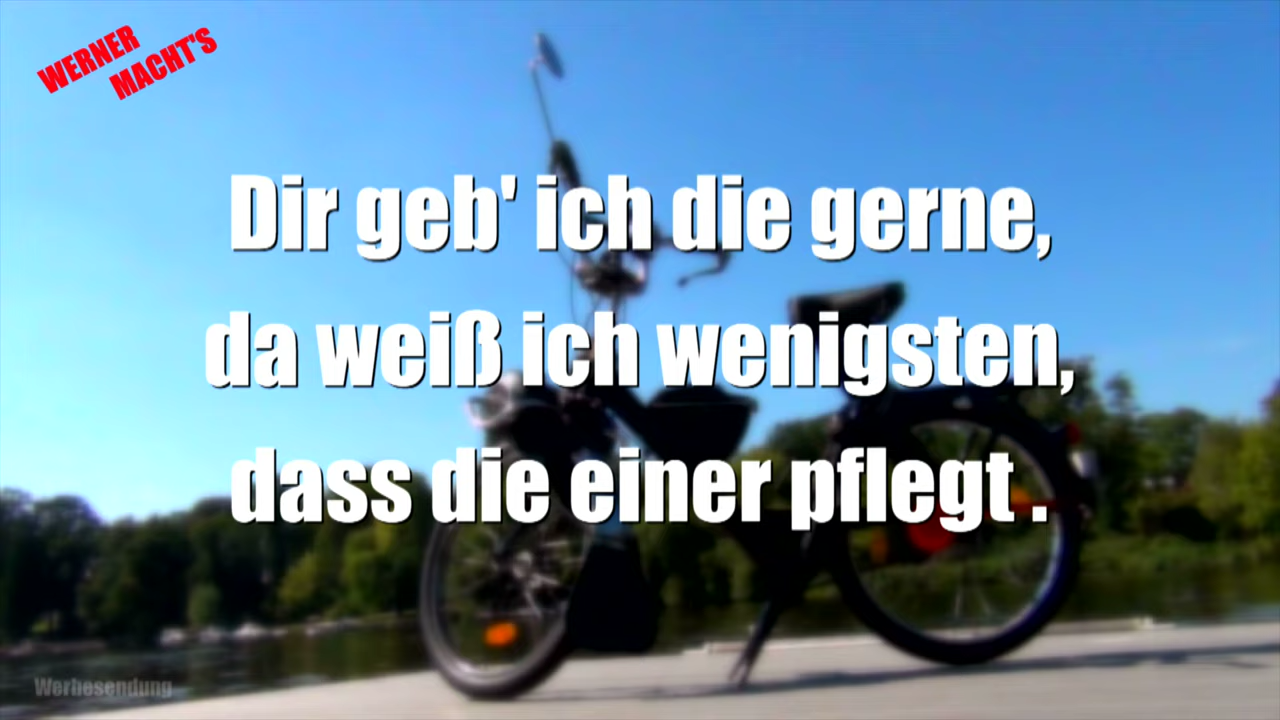 WERNER
MACHT'S
Dir geb' ich die gerne,
da weiß ich wenigsten,
dass die einer pflegt .
Werbesendung